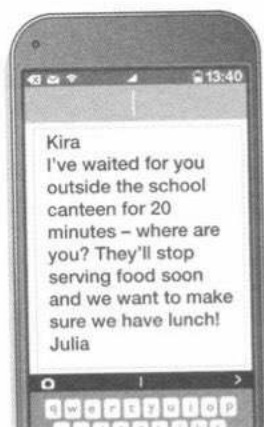 13:40
Kira
I've waited for you
outside the school
canteen for 20
minutes – where are
you? They'll stop
serving food soon
and we want to make
sure we have lunch!
Julia
q w e r t y u i o p